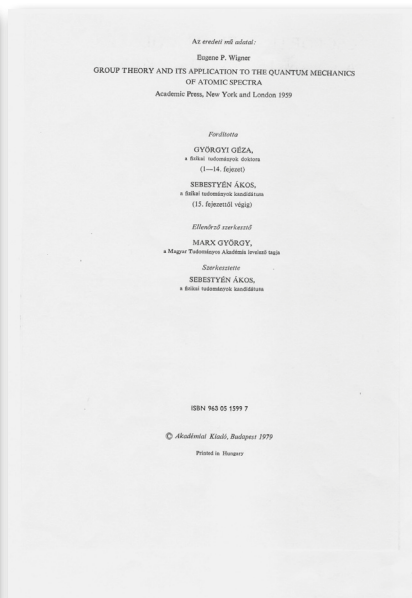 Az eredeti mű adatai:
Eugene P. Wigner
GROUP THEORY AND ITS APPLICATION TO THE QUANTUM MECHANICS
OF ATOMIC SPECTRA
Academic Press, New York and London 1959
Fordította
GYÖRGYI GÉZA,
a fizikai tudományok doktora
(1—14. fejezet)
SEBESTYÉN ÁKOS,
a fizikai tudományok kandidátusa
(15. fejezettől végig)
Ellenőrző szerkesztő
MARX GYÖRGY,
a Magyar Tudományos Akadémia levelező tagja
Szerkesztette
SEBESTYÉN ÁKOS,
a fizikai tudományok kandidátusa
ISBN 963 05 1599 7
© Akadémiai Kiadó, Budapest 1979
Printed in Hungary